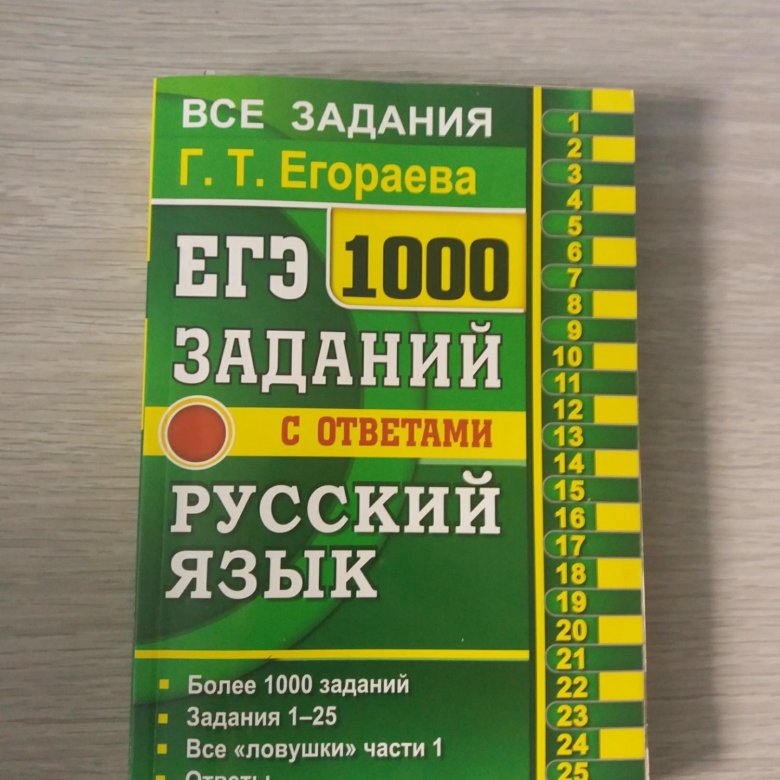 ВСЕ ЗАДАНИЯ
Г. Т. Егораева
ЕГЭ 1000
ЗАДАНИЙ
С ОТВЕТАМИ
РУССКИЙ
ЯЗЫК
▪ Более 1000 заданий
▪ Задания 1–25
▪ Все «ловушки» части 1
▪ Ответы
1
2
3
4
5
6
7
8
9
10
11
12
13
14
15
16
17
18
19
20
21
22
23
24
25